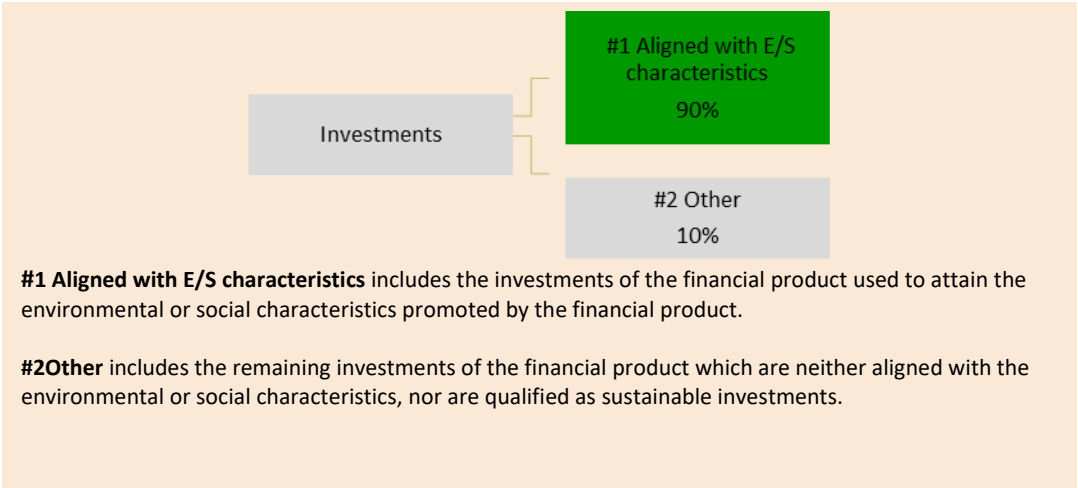 #1 Aligned with E/S
characteristics
90%
Investments
#2 Other
10%
#1 Aligned with E/S characteristics includes the investments of the financial product used to attain the
environmental or social characteristics promoted by the financial product.
#2Other includes the remaining investments of the financial product which are neither aligned with the
environmental or social characteristics, nor are qualified as sustainable investments.